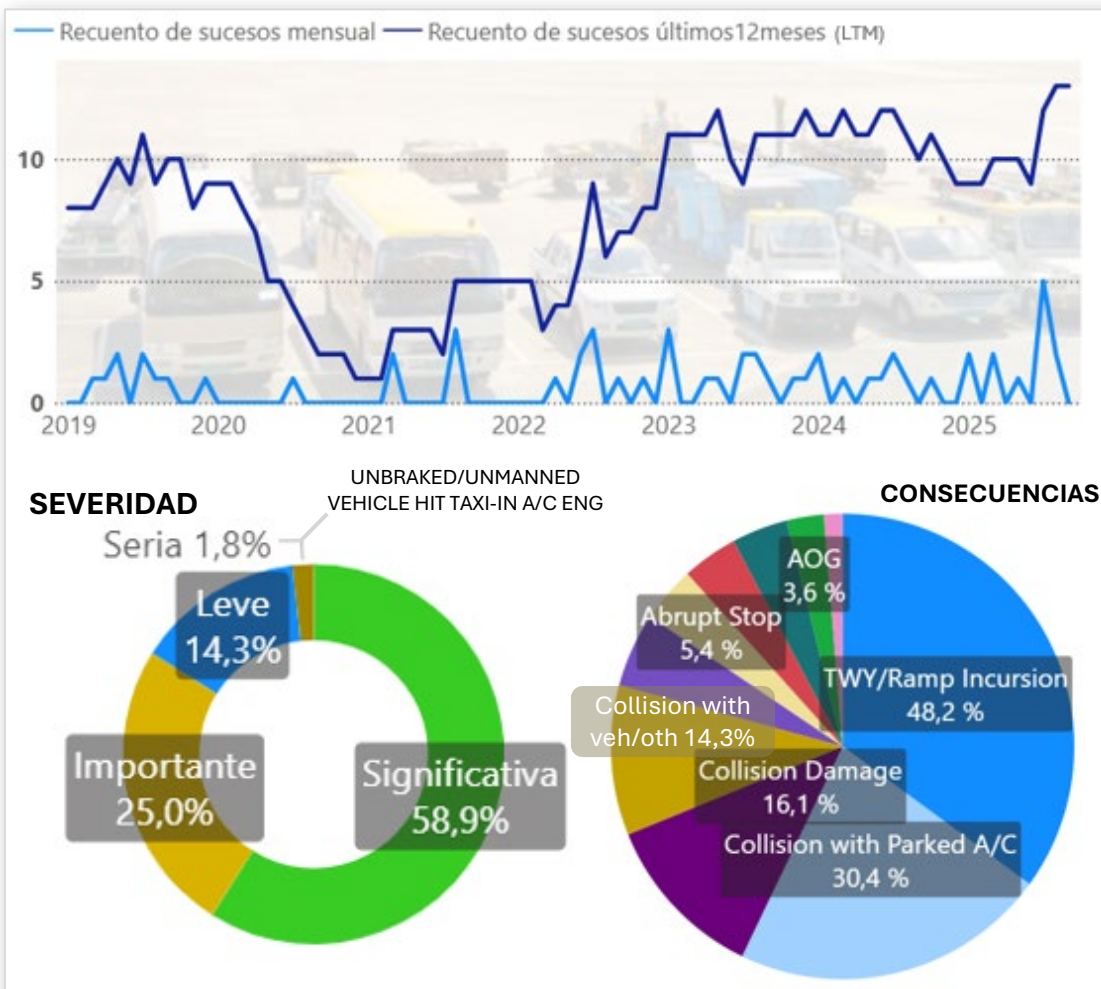 Recuento de sucesos mensual Recuento de sucesos últimos12meses (LTM)
10
5
0
2019 2020 2021 2022 2023 2024 2025
UNBRAKED/UNMANNED
VEHICLE HIT TAXI-IN A/C ENG
SEVERIDAD
Seria 1,8%
Leve
14,3%
Importante
25,0%
Significativa
58,9%
CONSECUENCIAS
AOG
3,6 %
Abrupt Stop
5,4 %
TWY/Ramp Incursion
48,2 %
Collision with
veh/oth 14,3%
Collision Damage
16,1 %
Collision with Parked A/C
30,4 %